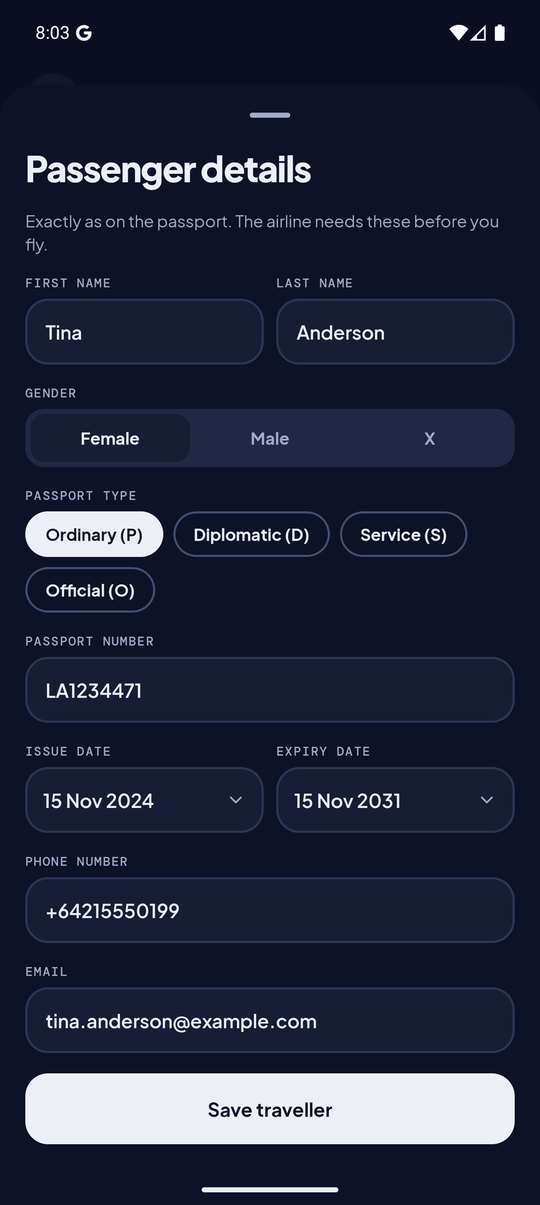 8:03
Passenger details
Exactly as on the passport. The airline needs these before you
fly.
FIRST NAME
LAST NAME
Tina
Anderson
GENDER
Female
Male
X
PASSPORT TYPE
Ordinary (P)
Diplomatic (D)
Service (S)
Official (O)
PASSPORT NUMBER
LA1234471
ISSUE DATE
EXPIRY DATE
15 Nov 2024
15 Nov 2031
PHONE NUMBER
+64215550199
EMAIL
tina.anderson@example.com
Save traveller